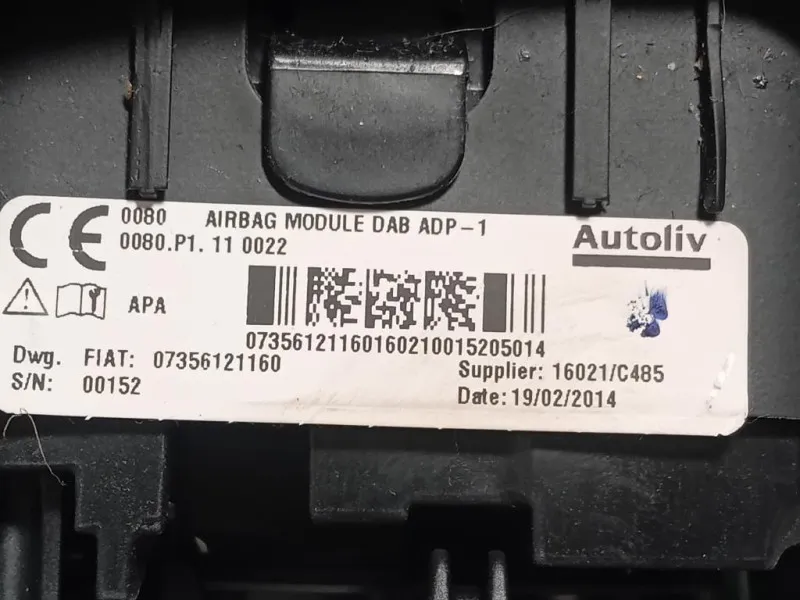 CE 0080 AIRBAG MODULE DAB ADP-1
0080.P1. 11 0022
Autoliv
APA
07356121160160210015205014
Dwg. FIAT: 07356121160
S/N: 00152
Supplier: 16021/C485
Date: 19/02/2014